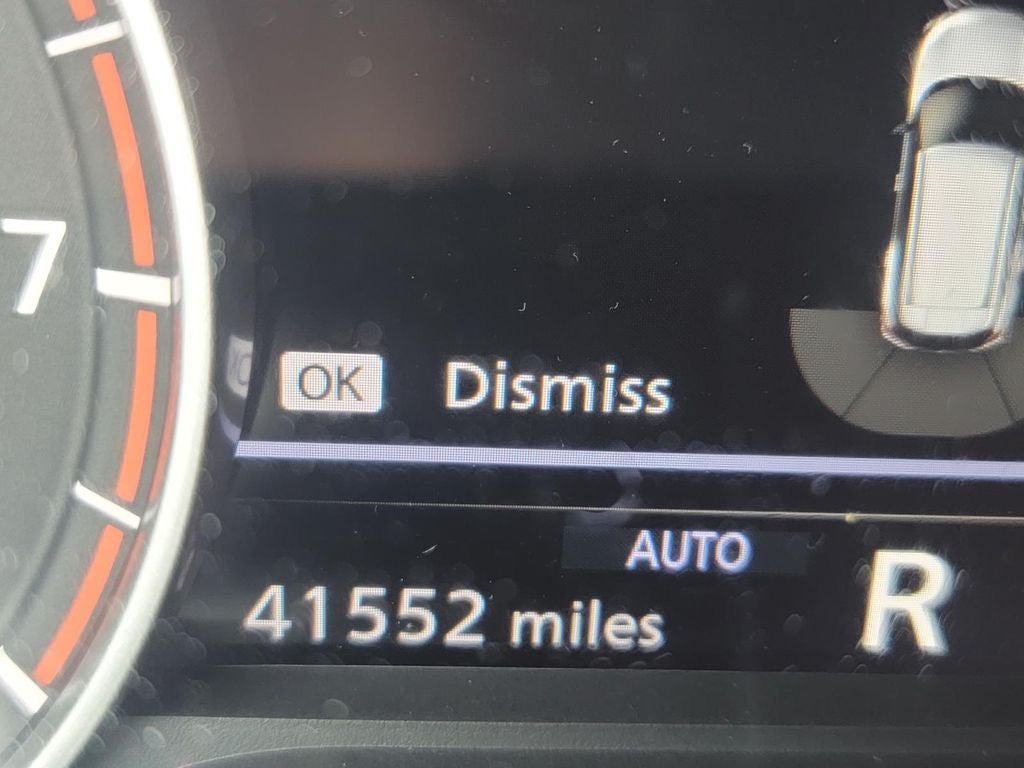 7
OK Dismiss
AUTO
41552 miles R